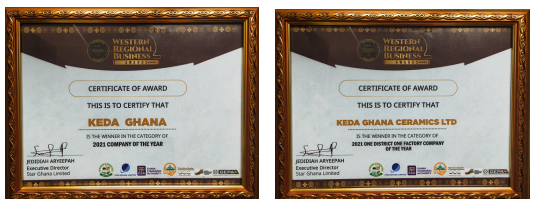 WESTERN
REGIONAL
BUSINESS
CERTIFICATE OF AWARD
THIS IS TO CERTIFY THAT
KEDA GHANA
IS THE WINNER IN THE CATEGORY OF
2021 COMPANY OF THE YEAR
JEDIDIAH ARYEEPAH
Executive Director
Star Ghana Limited
WESTERN
REGIONAL
BUSINESS
CERTIFICATE OF AWARD
THIS IS TO CERTIFY THAT
KEDA GHANA CERAMICS LTD
IS THE WINNER IN THE CATEGORY OF
2021 ONE DISTRICT ONE FACTORY COMPANY
OF THE YEAR
JEDIDIAH ARYEEPAH
Executive Director
Star Ghana Limited